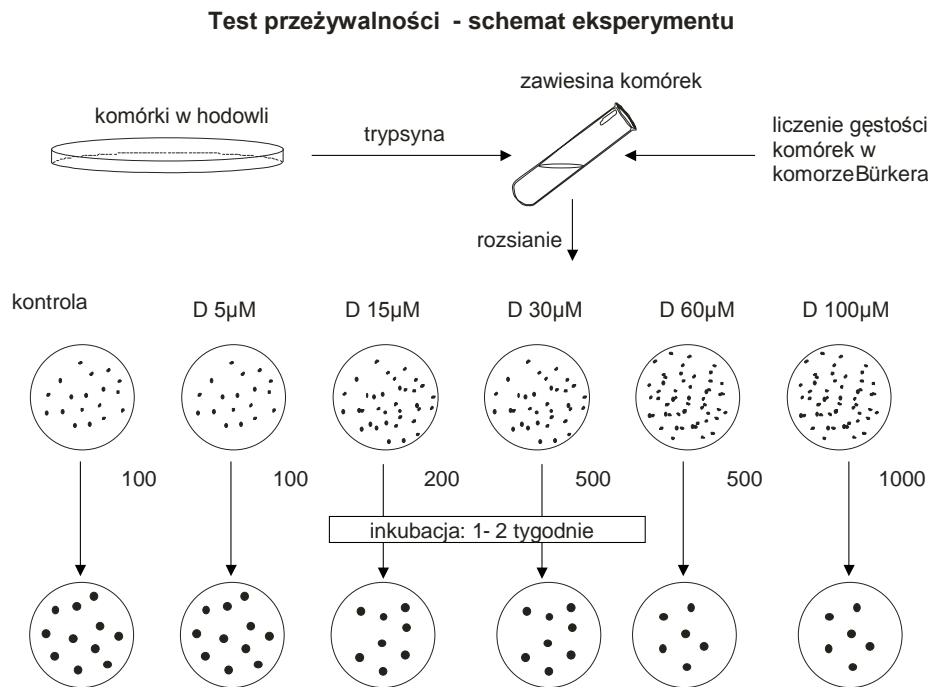 Test przeżywalności - schemat eksperymentu
zawiesina komórek
komórki w hodowli
trypsyna
liczenie gęstości
komórek w
komorzeBürkera
rozsianie
kontrola
D 5µM
D 15µM
D 30µM
D 60µM
D 100µM
100
100
200
500
500
1000
inkubacja: 1- 2 tygodnie